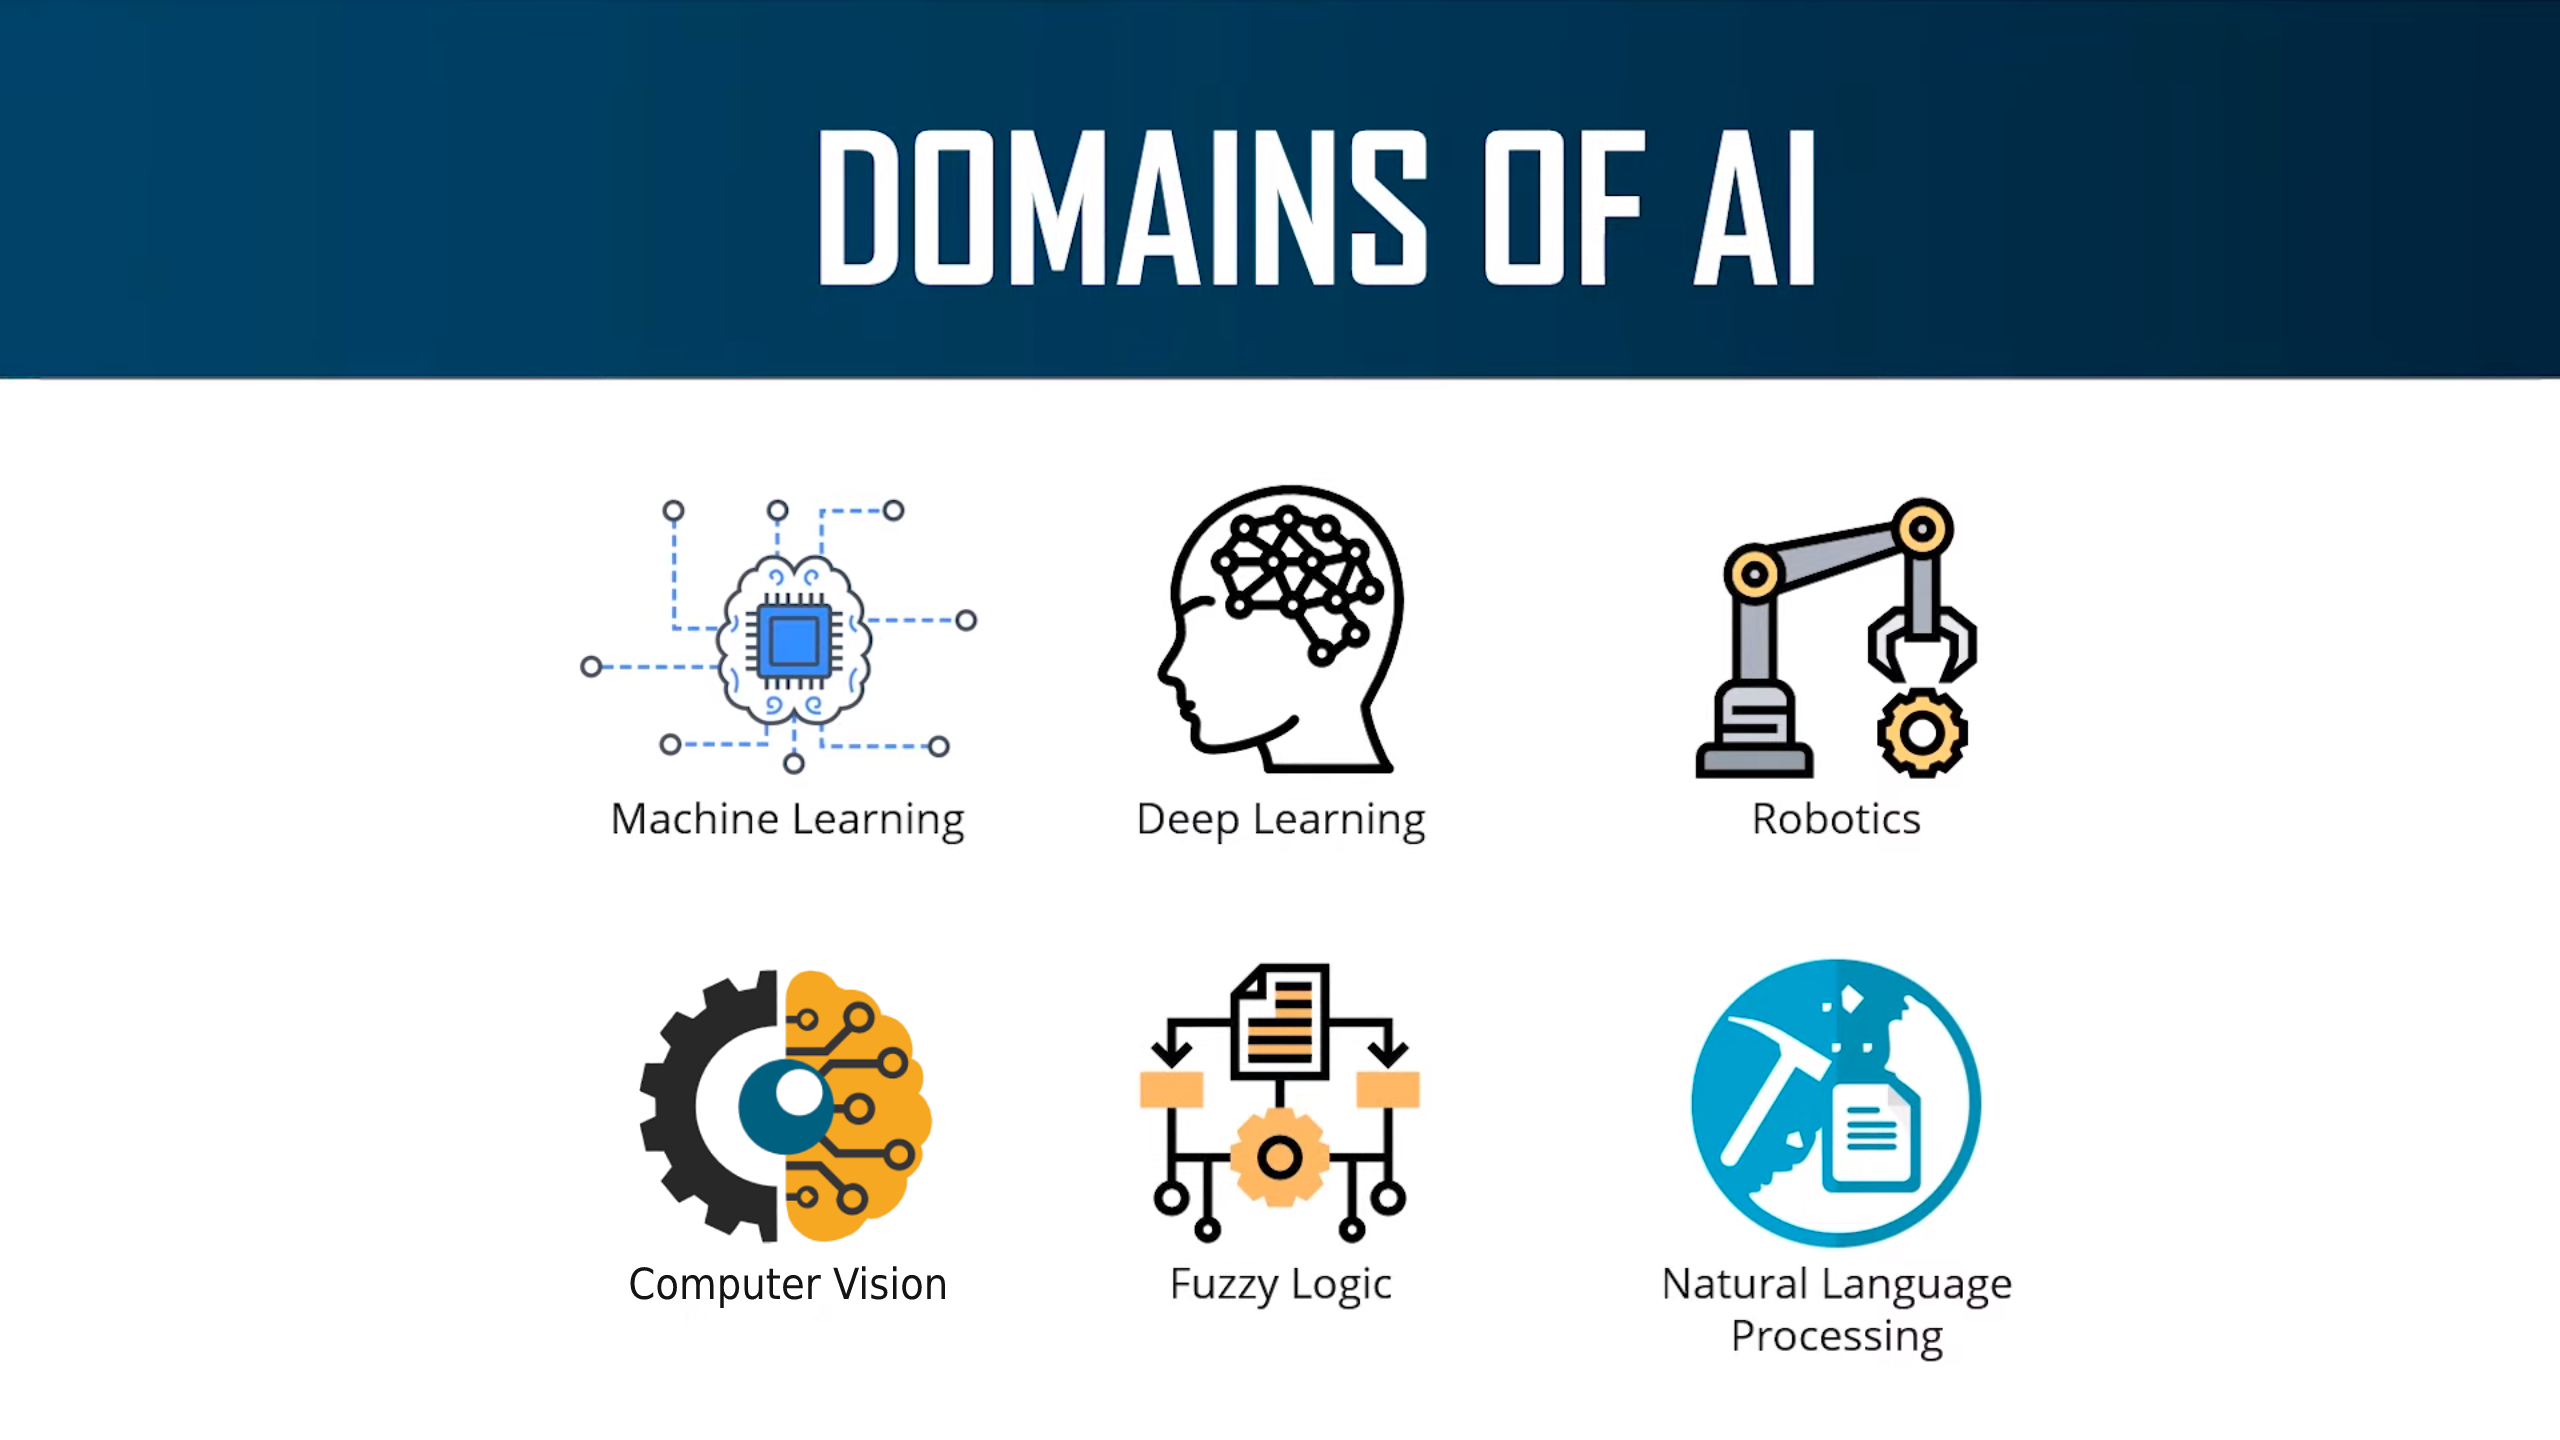 DOMAINS OF AI
Machine Learning
Deep Learning
Robotics
Computer Vision
Fuzzy Logic
Natural Language
Processing